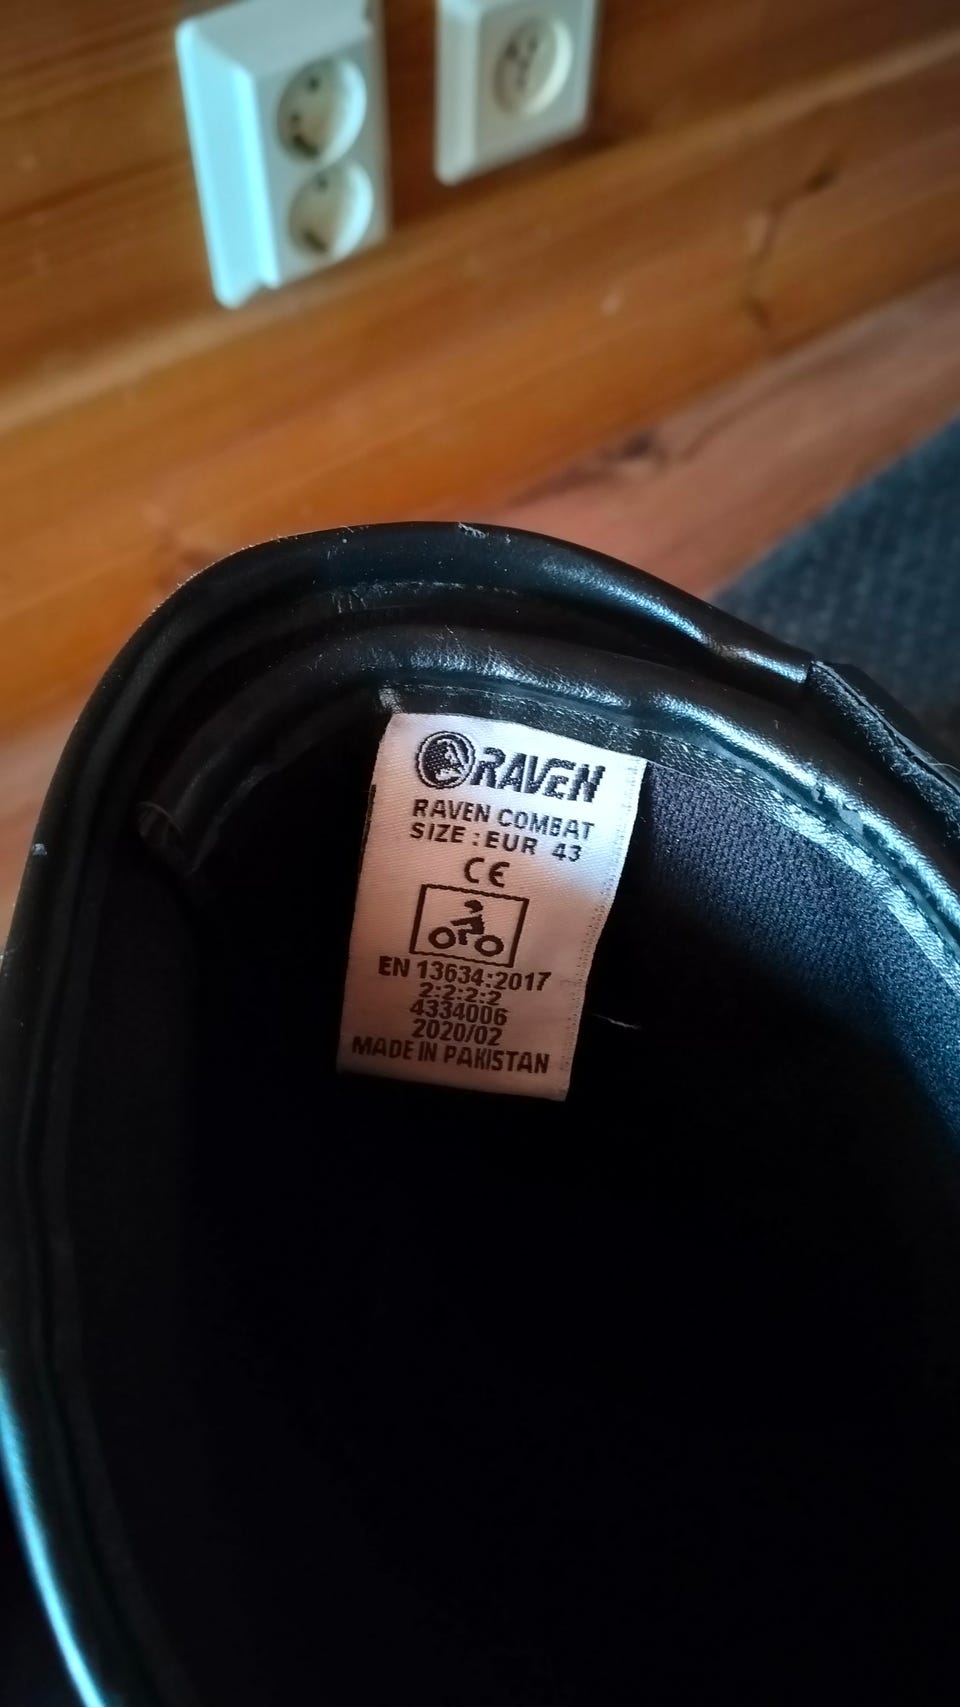 RAVEN
RAVEN COMBAT
SIZE : EUR 43
CE
EN 13634:2017
2:2:2:2
4334006
2020/02
MADE IN PAKISTAN